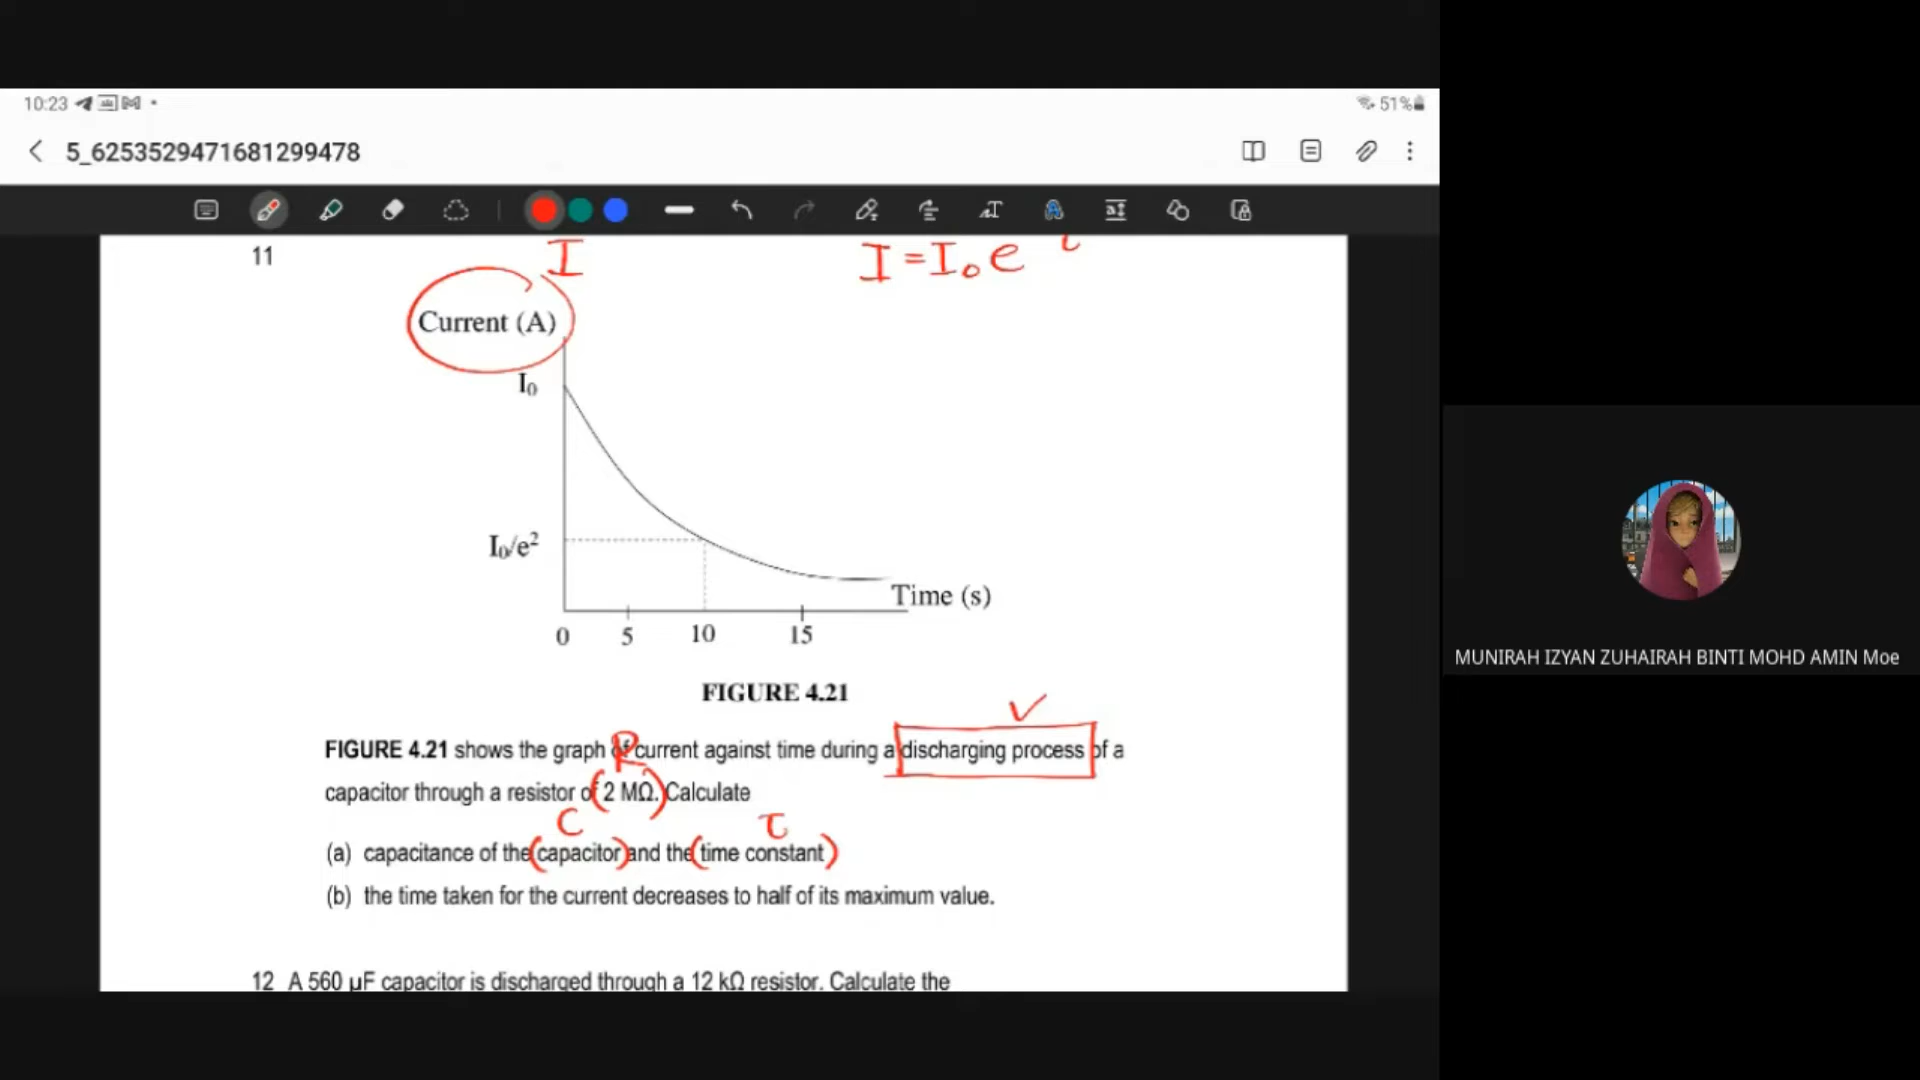 10:23 51%
5_6253529471681299478
11
I
I = I₀ e
Current (A)
I₀
I₀/e²
Time (s)
0 5 10 15
FIGURE 4.21
FIGURE 4.21 shows the graph of current against time during a discharging process of a
R
capacitor through a resistor of 2 MΩ. Calculate
C τ
(a) capacitance of the (capacitor) and the (time constant)
(b) the time taken for the current decreases to half of its maximum value.
12 A 560 µF capacitor is discharged through a 12 kΩ resistor. Calculate the
MUNIRAH IZYAN ZUHAIRAH BINTI MOHD AMIN Moe